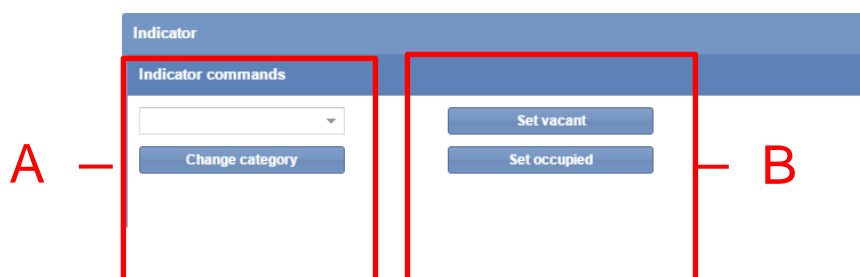 Indicator
Indicator commands
Set vacant
Change category
Set occupied
A
B